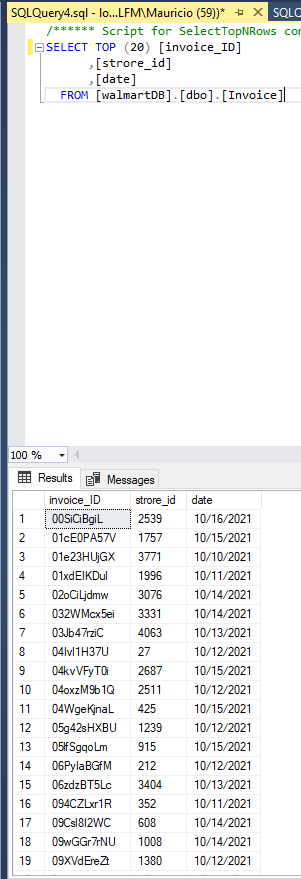 SQLQuery4.sql - lo...LFM\Mauricio (59))* SQLQ
/****** Script for SelectTopNRows con
SELECT TOP (20) [invoice_ID]
,[strore_id]
,[date]
FROM [walmartDB].[dbo].[Invoice]
100 %
Results Messages
invoice_ID strore_id date
1 00SiCiBgiL 2539 10/16/2021
2 01cE0PA57V 1757 10/15/2021
3 01e23HUjGX 3771 10/10/2021
4 01xdEIKDul 1996 10/11/2021
5 02oCiLjdmw 3076 10/14/2021
6 032WMcx5ei 3331 10/14/2021
7 03Jb47rziC 4063 10/13/2021
8 04lvl1H37U 27 10/12/2021
9 04kvVFyT0i 2687 10/15/2021
10 04oxzM9b1Q 2511 10/12/2021
11 04WgeKjnaL 425 10/15/2021
12 05g42sHXBU 1239 10/12/2021
13 05lfSgqoLm 915 10/15/2021
14 06PylaBGfM 212 10/12/2021
15 06zdzBT5Lc 3404 10/13/2021
16 094CZLxr1R 352 10/11/2021
17 09Csl8I2WC 608 10/14/2021
18 09wGGr7rNU 1008 10/14/2021
19 09XVdEreZt 1380 10/12/2021